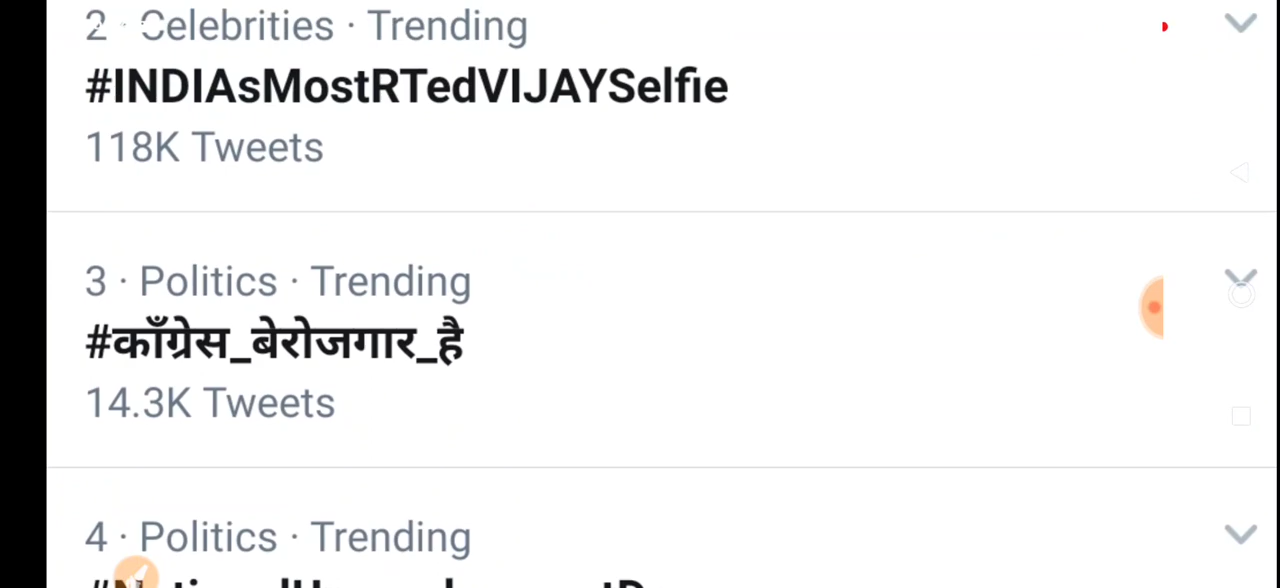 2 · Celebrities · Trending
#INDIAsMostRTedVIJAYSelfie
118K Tweets
3 · Politics · Trending
#काँग्रेस_बेरोजगार_है
14.3K Tweets
4 · Politics · Trending